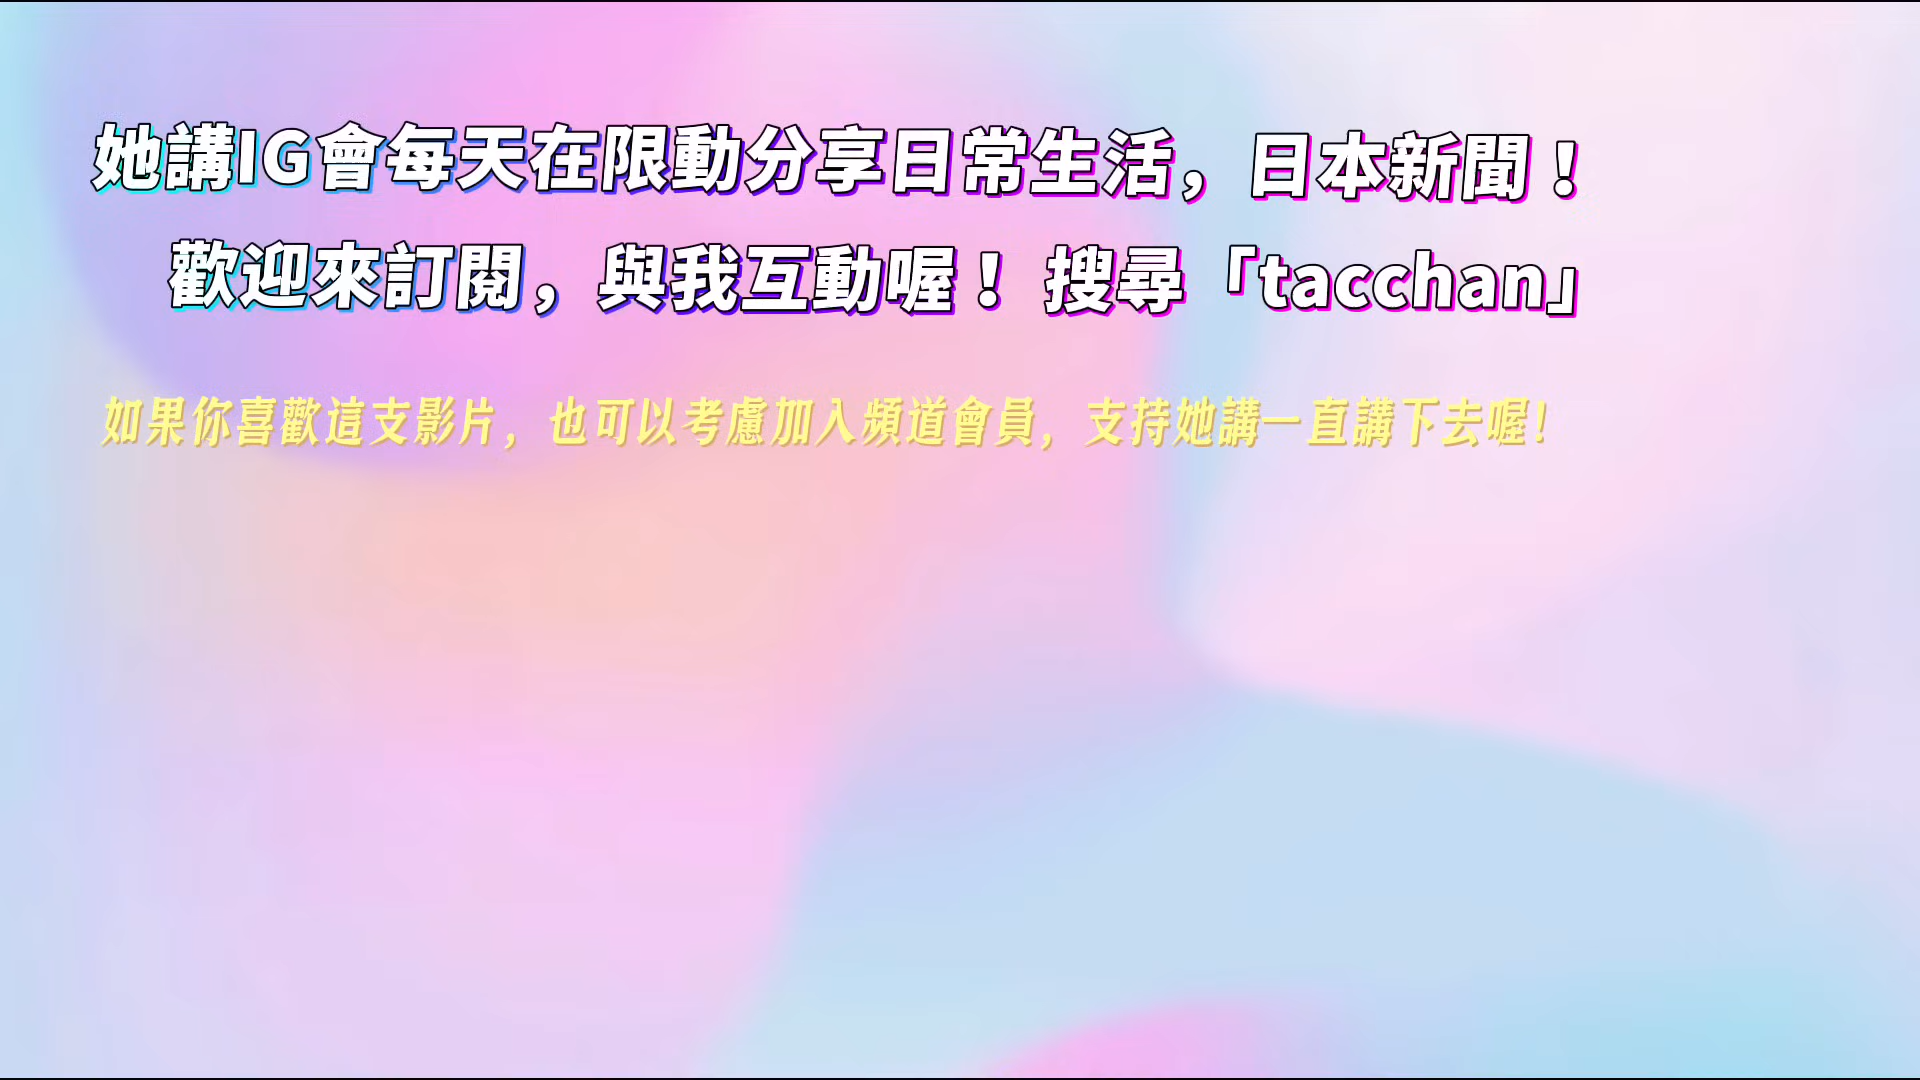 她講IG會每天在限動分享日常生活，日本新聞！
歡迎來訂閱，與我互動喔！ 搜尋「tacchan」
如果你喜歡這支影片，也可以考慮加入頻道會員，支持她講一直講下去喔！